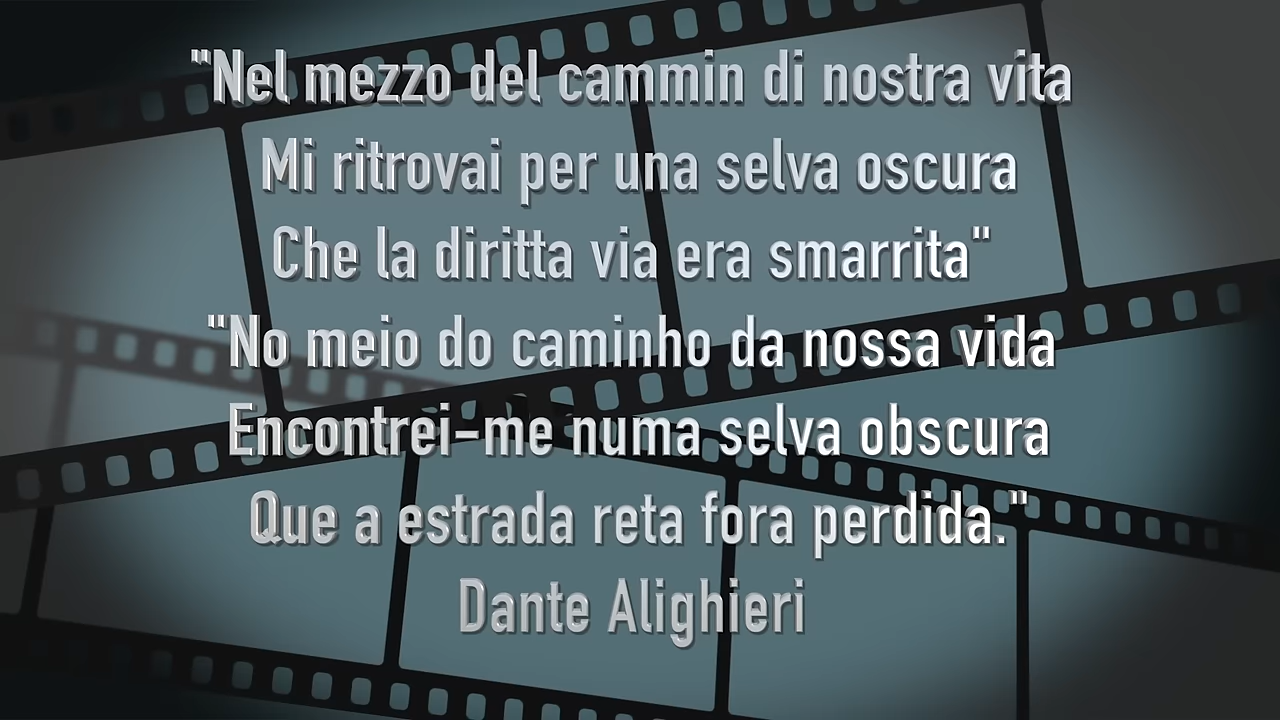 "Nel mezzo del cammin di nostra vita
Mi ritrovai per una selva oscura
Che la diritta via era smarrita"
"No meio do caminho da nossa vida
Encontrei-me numa selva obscura
Que a estrada reta fora perdida."
Dante Alighieri